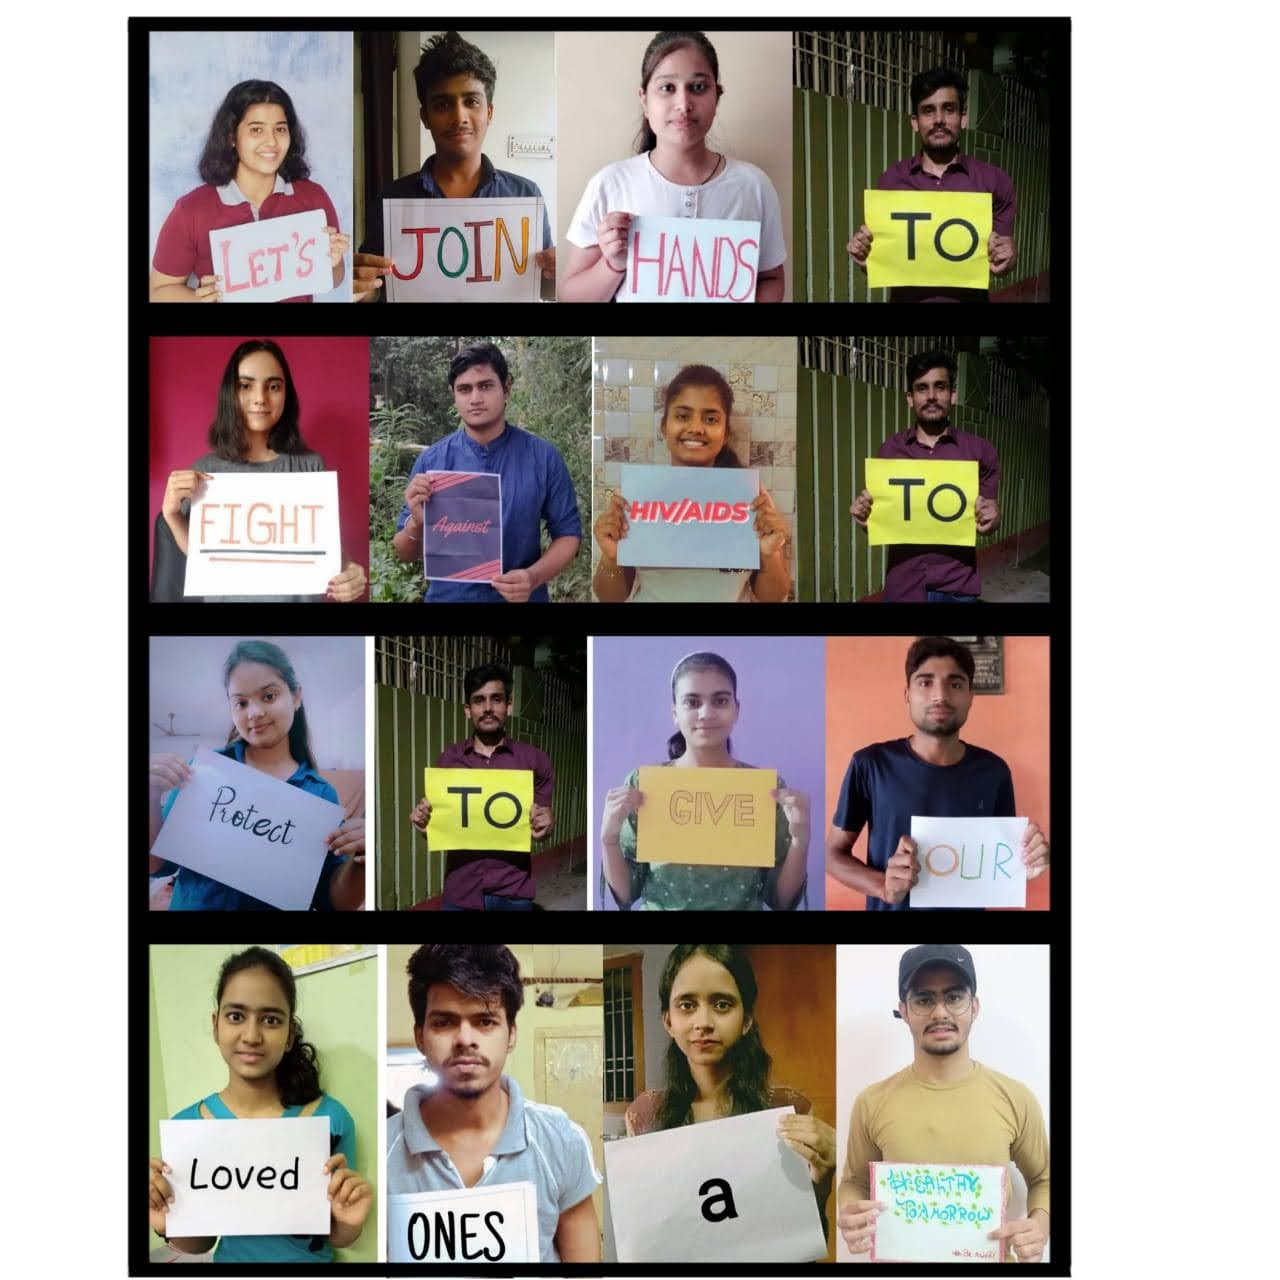 LET'S JOIN HANDS TO
FIGHT Against HIV/AIDS TO
Protect TO GIVE OUR
Loved ONES a HEALTHY
TOMORROW